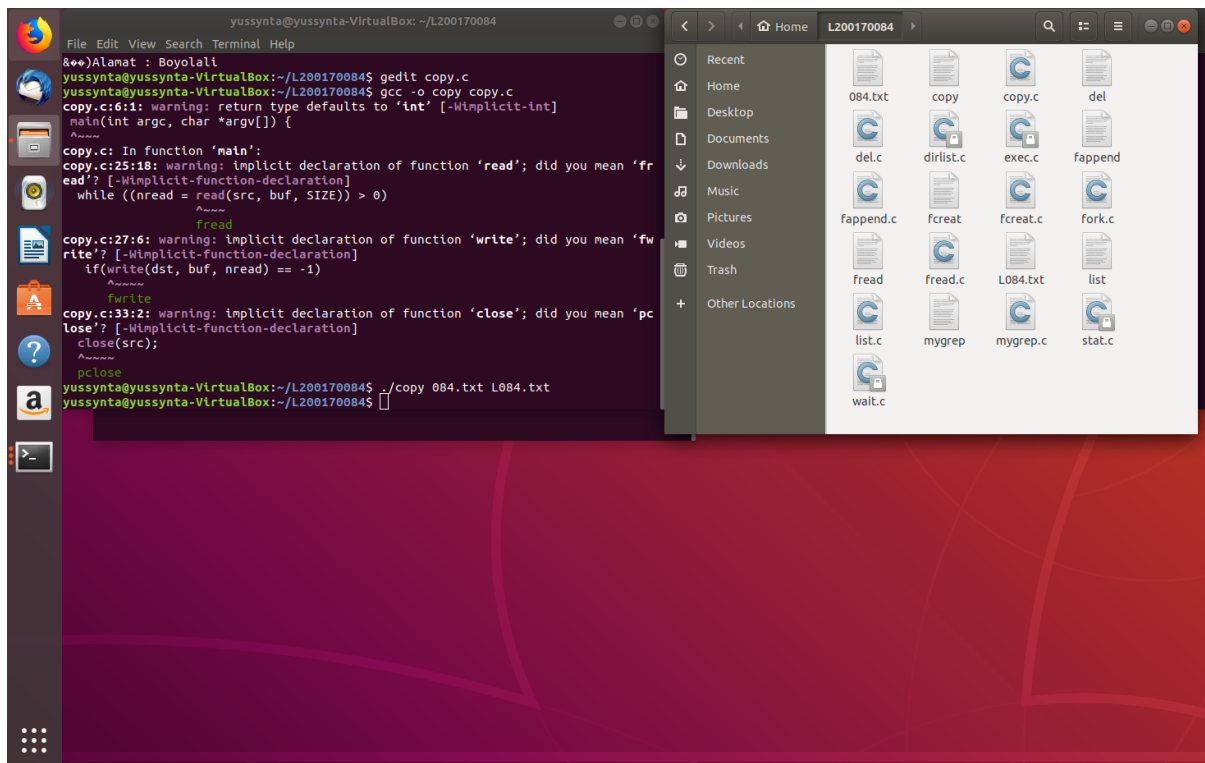 yussynta@yussynta-VirtualBox: ~/L200170084
File Edit View Search Terminal Help
&��)Alamat : Boyolali
yussynta@yussynta-VirtualBox:~/L200170084$ gedit copy.c
yussynta@yussynta-VirtualBox:~/L200170084$ gcc -o copy copy.c
copy.c:6:1: warning: return type defaults to ‘int’ [-Wimplicit-int]
main(int argc, char *argv[]) {
^~~~
copy.c: In function ‘main’:
copy.c:25:18: warning: implicit declaration of function ‘read’; did you mean ‘fr
ead’? [-Wimplicit-function-declaration]
while ((nread = read(src, buf, SIZE)) > 0)
^~~~
fread
copy.c:27:6: warning: implicit declaration of function ‘write’; did you mean ‘fw
rite’? [-Wimplicit-function-declaration]
if(write(dst, buf, nread) == -1)
^~~~~
fwrite
copy.c:33:2: warning: implicit declaration of function ‘close’; did you mean ‘pc
lose’? [-Wimplicit-function-declaration]
close(src);
^~~~~
pclose
yussynta@yussynta-VirtualBox:~/L200170084$ ./copy 084.txt L084.txt
yussynta@yussynta-VirtualBox:~/L200170084$
Home L200170084
Recent
Home
Desktop
Documents
Downloads
Music
Pictures
Videos
Trash
Other Locations
084.txt copy copy.c del
del.c dirlist.c exec.c fappend
fappend.c fcreat fcreat.c fork.c
fread fread.c L084.txt list
list.c mygrep mygrep.c stat.c
wait.c